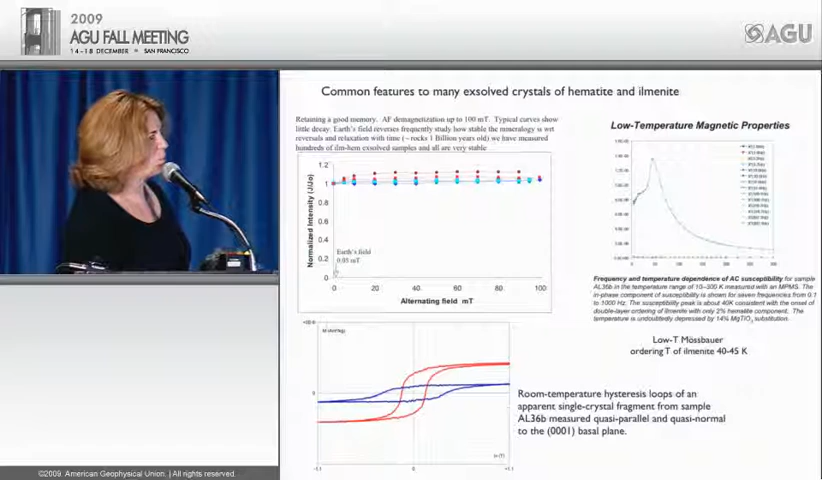 2009
AGU FALL MEETING
14-18 DECEMBER • SAN FRANCISCO
AGU
Common features to many exsolved crystals of hematite and ilmenite
Retaining a good memory. AF demagnetization up to 100 mT. Typical curves show
little decay: Earth's field reverses frequently study how stable the mineralogy is wrt
reversals and relaxation with time (~ rocks 1 Billion years old) we have measured
hundreds of ilm-hem exsolved samples and all are very stable
Normalized Intensity (J/Jo)
1.2
1
0.8
0.6
0.4
0.2
0
Earth's field
0.05 mT
0
20
40
60
80
100
Alternating field mT
Low-Temperature Magnetic Properties
Frequency and temperature dependence of AC susceptibility for sample
AL36b in the temperature range of 10–300 K measured with an MPMS. The
in-phase component of susceptibility is shown for seven frequencies from 0.1
to 1000 Hz. The susceptibility peak is about 40K consistent with the onset of
double-layer ordering of ilmenite with only 2% hematite component. The
temperature is undoubtedly depressed by 14% MgTiO3 substitution.
Low-T Mössbauer
ordering T of ilmenite 40-45 K
0
-1.1
0
+1.1
Room-temperature hysteresis loops of an
apparent single-crystal fragment from sample
AL36b measured quasi-parallel and quasi-normal
to the (0001) basal plane.
©2009. American Geophysical Union. | All rights reserved.